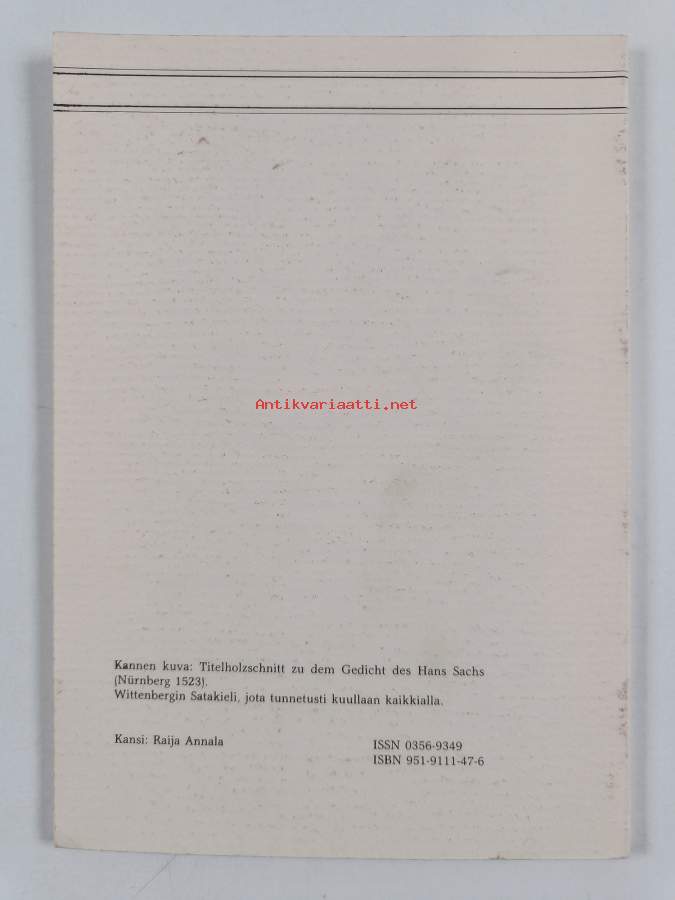 Antikvariaatti.net
Kannen kuva: Titelholzschnitt zu dem Gedicht des Hans Sachs
(Nürnberg 1523).
Wittenbergin Satakieli, jota tunnetusti kuullaan kaikkialla.
Kansi: Raija Annala
ISSN 0356-9349
ISBN 951-9111-47-6